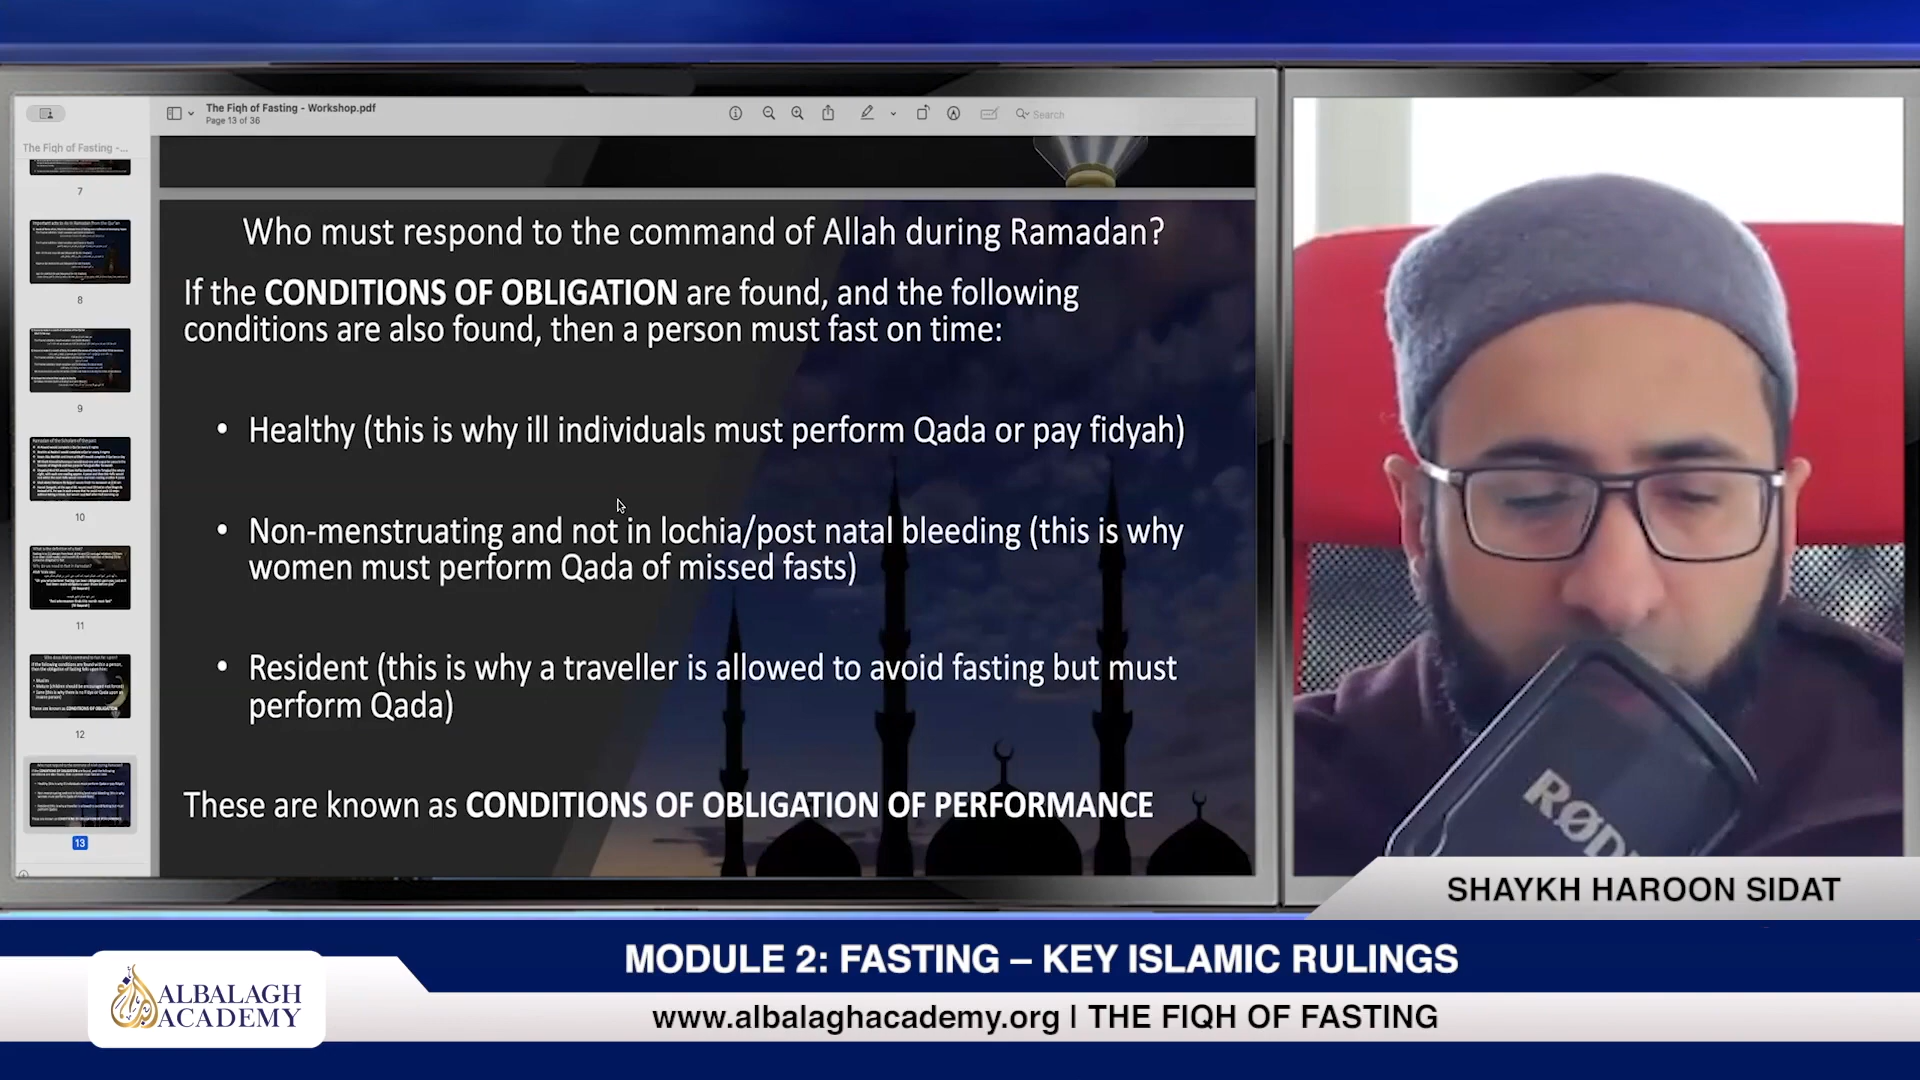 The Fiqh of Fasting - Workshop.pdf
Page 13 of 36
Search
The Fiqh of Fasting -...
7
8
9
10
11
12
13
Who must respond to the command of Allah during Ramadan?
If the CONDITIONS OF OBLIGATION are found, and the following
conditions are also found, then a person must fast on time:
• Healthy (this is why ill individuals must perform Qada or pay fidyah)
• Non-menstruating and not in lochia/post natal bleeding (this is why
women must perform Qada of missed fasts)
• Resident (this is why a traveller is allowed to avoid fasting but must
perform Qada)
These are known as CONDITIONS OF OBLIGATION OF PERFORMANCE
RØD
SHAYKH HAROON SIDAT
MODULE 2: FASTING – KEY ISLAMIC RULINGS
ALBALAGH
ACADEMY
www.albalaghacademy.org | THE FIQH OF FASTING